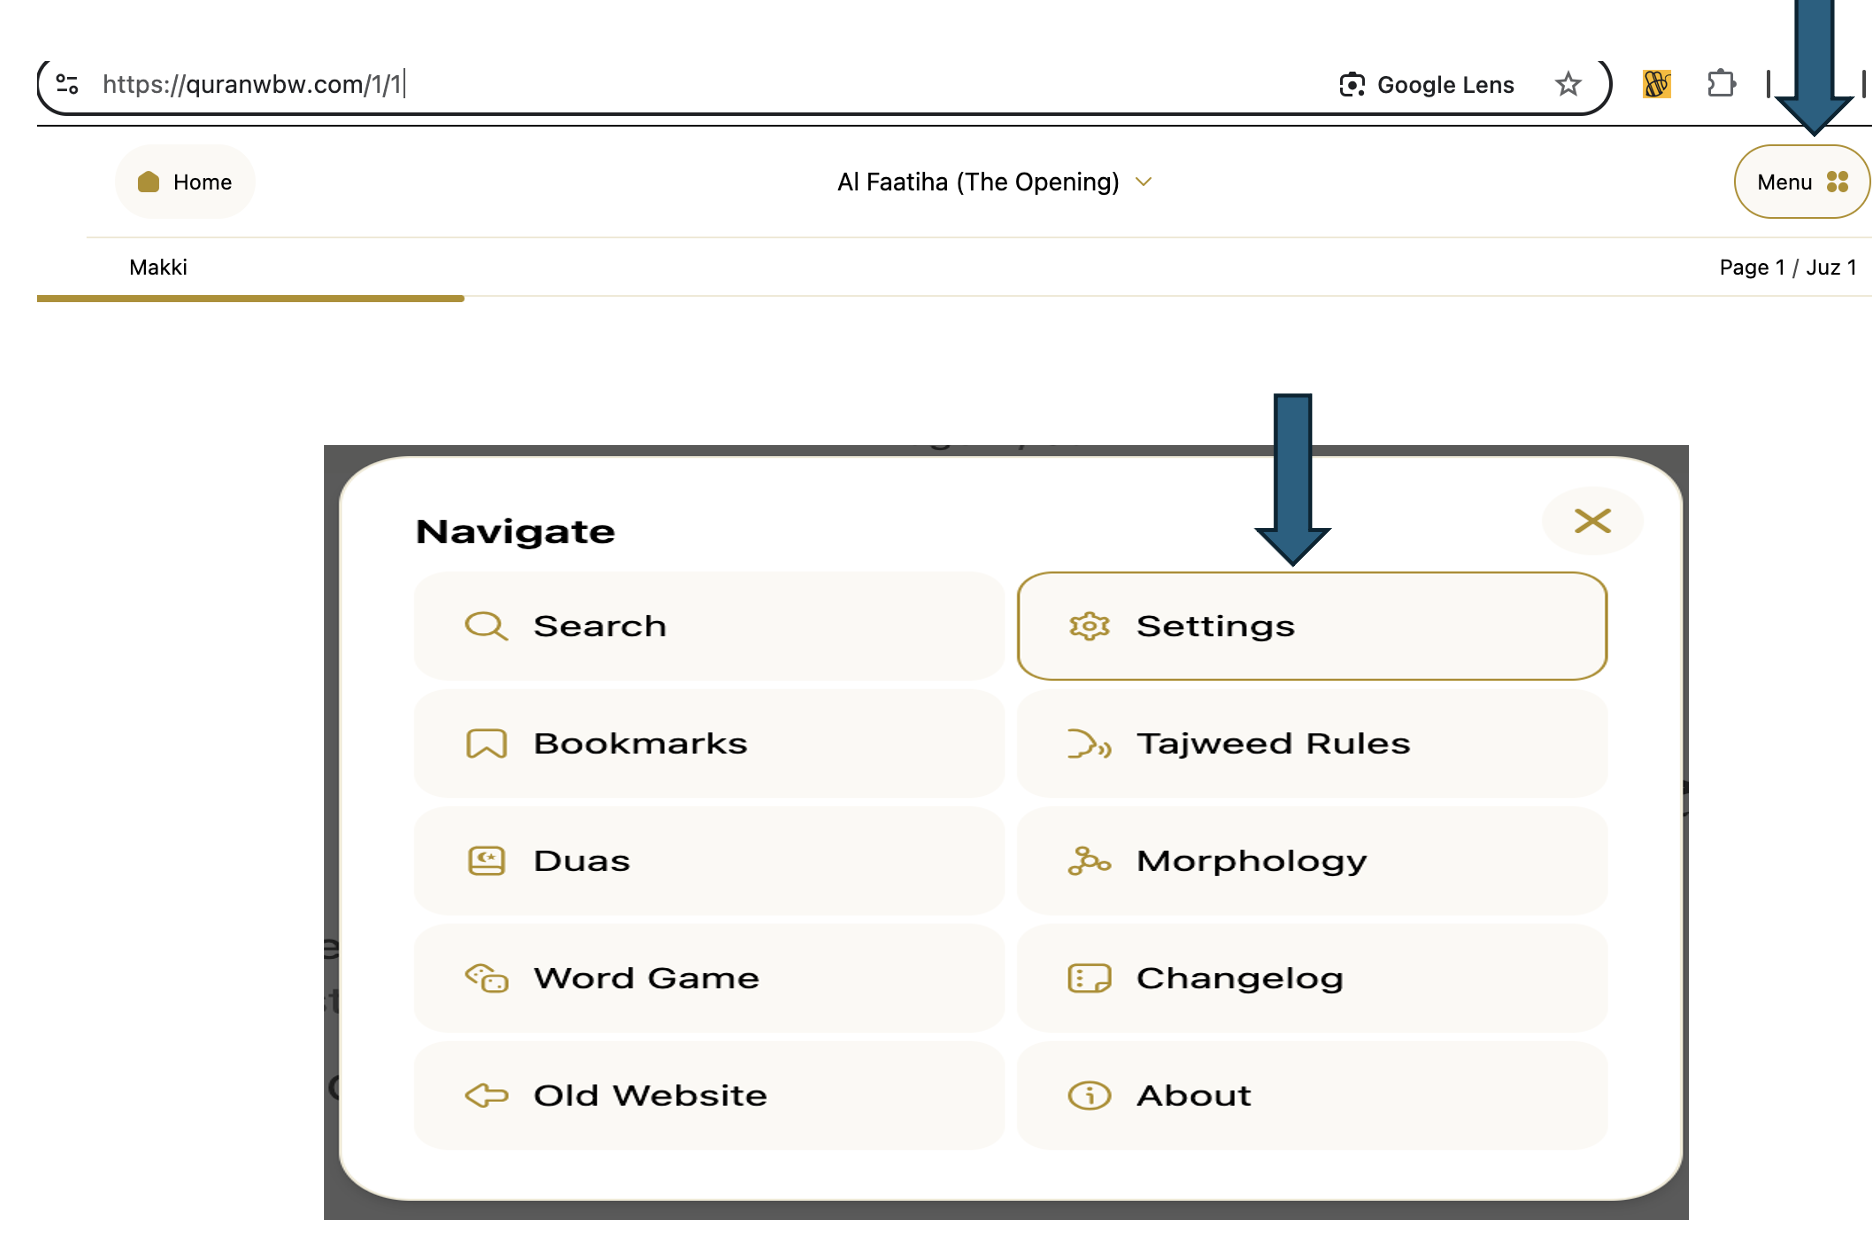 https://quranwbw.com/1/1
Google Lens
Home
Al Faatiha (The Opening)
Menu
Makki
Page 1 / Juz 1
Navigate
Search
Settings
Bookmarks
Tajweed Rules
Duas
Morphology
Word Game
Changelog
Old Website
About